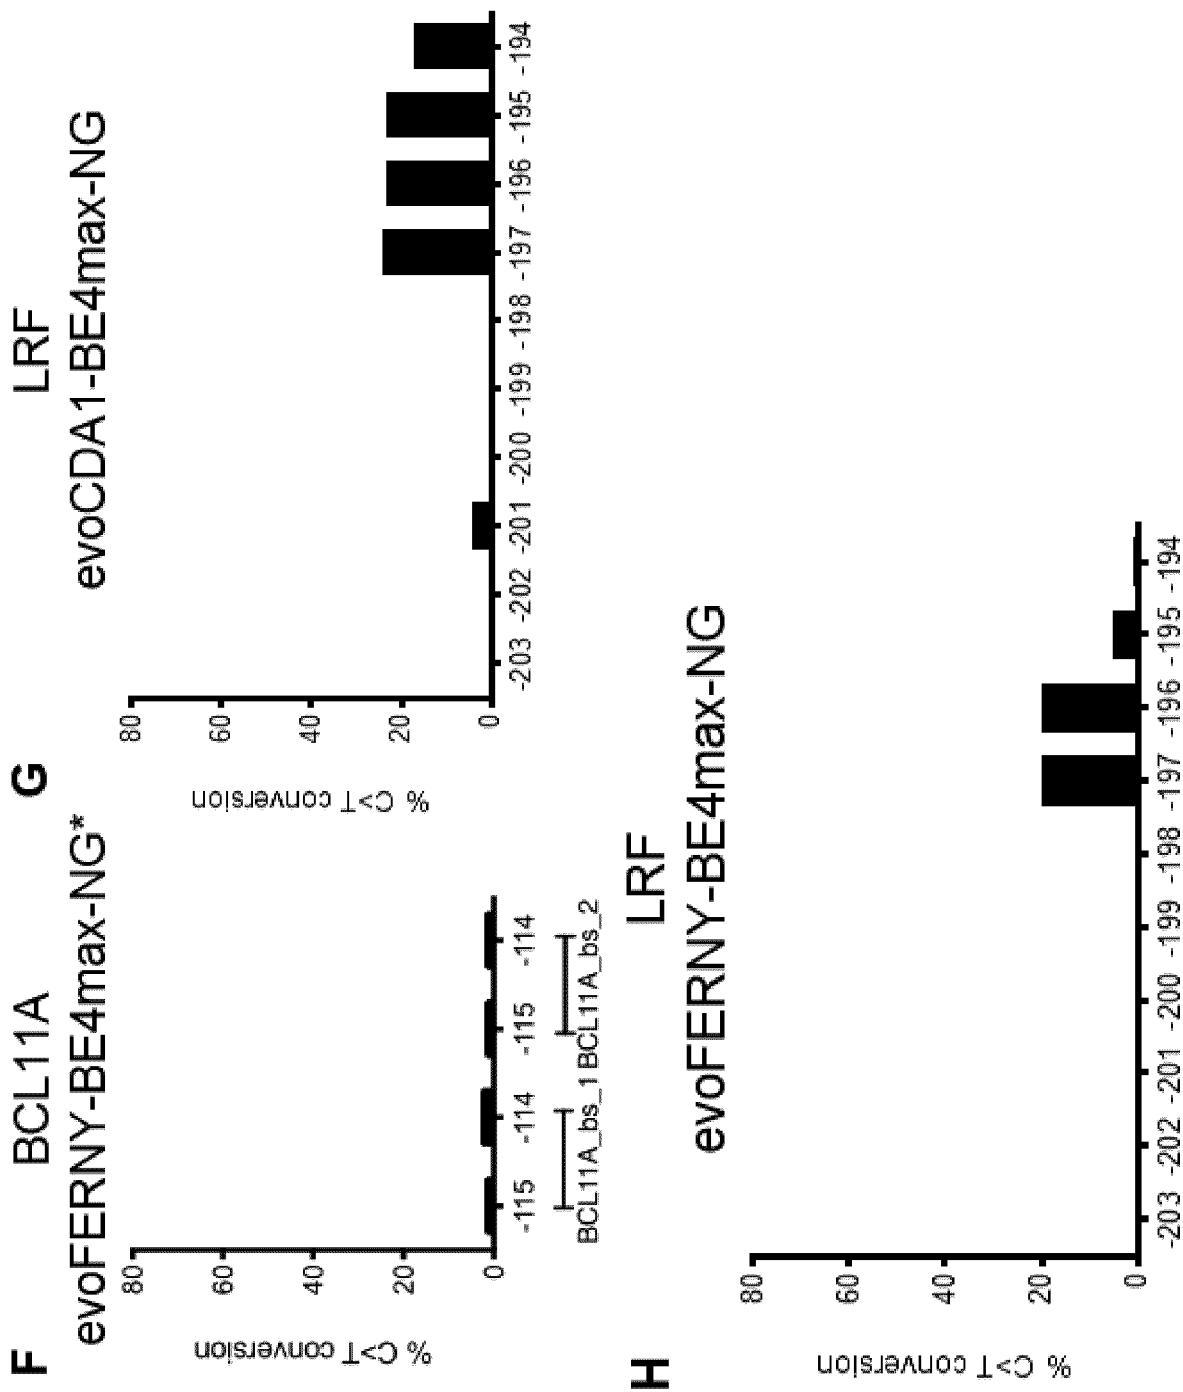 F
BCL11A
evoFERNY-BE4max-NG*
% C>T conversion
80
60
40
20
0
-115 -114 -115 -114
BCL11A_bs_1 BCL11A_bs_2
G
LRF
evoCDA1-BE4max-NG
% C>T conversion
80
60
40
20
0
-203 -202 -201 -200 -199 -198 -197 -196 -195 -194
H
LRF
evoFERNY-BE4max-NG
% C>T conversion
80
60
40
20
0
-203 -202 -201 -200 -199 -198 -197 -196 -195 -194